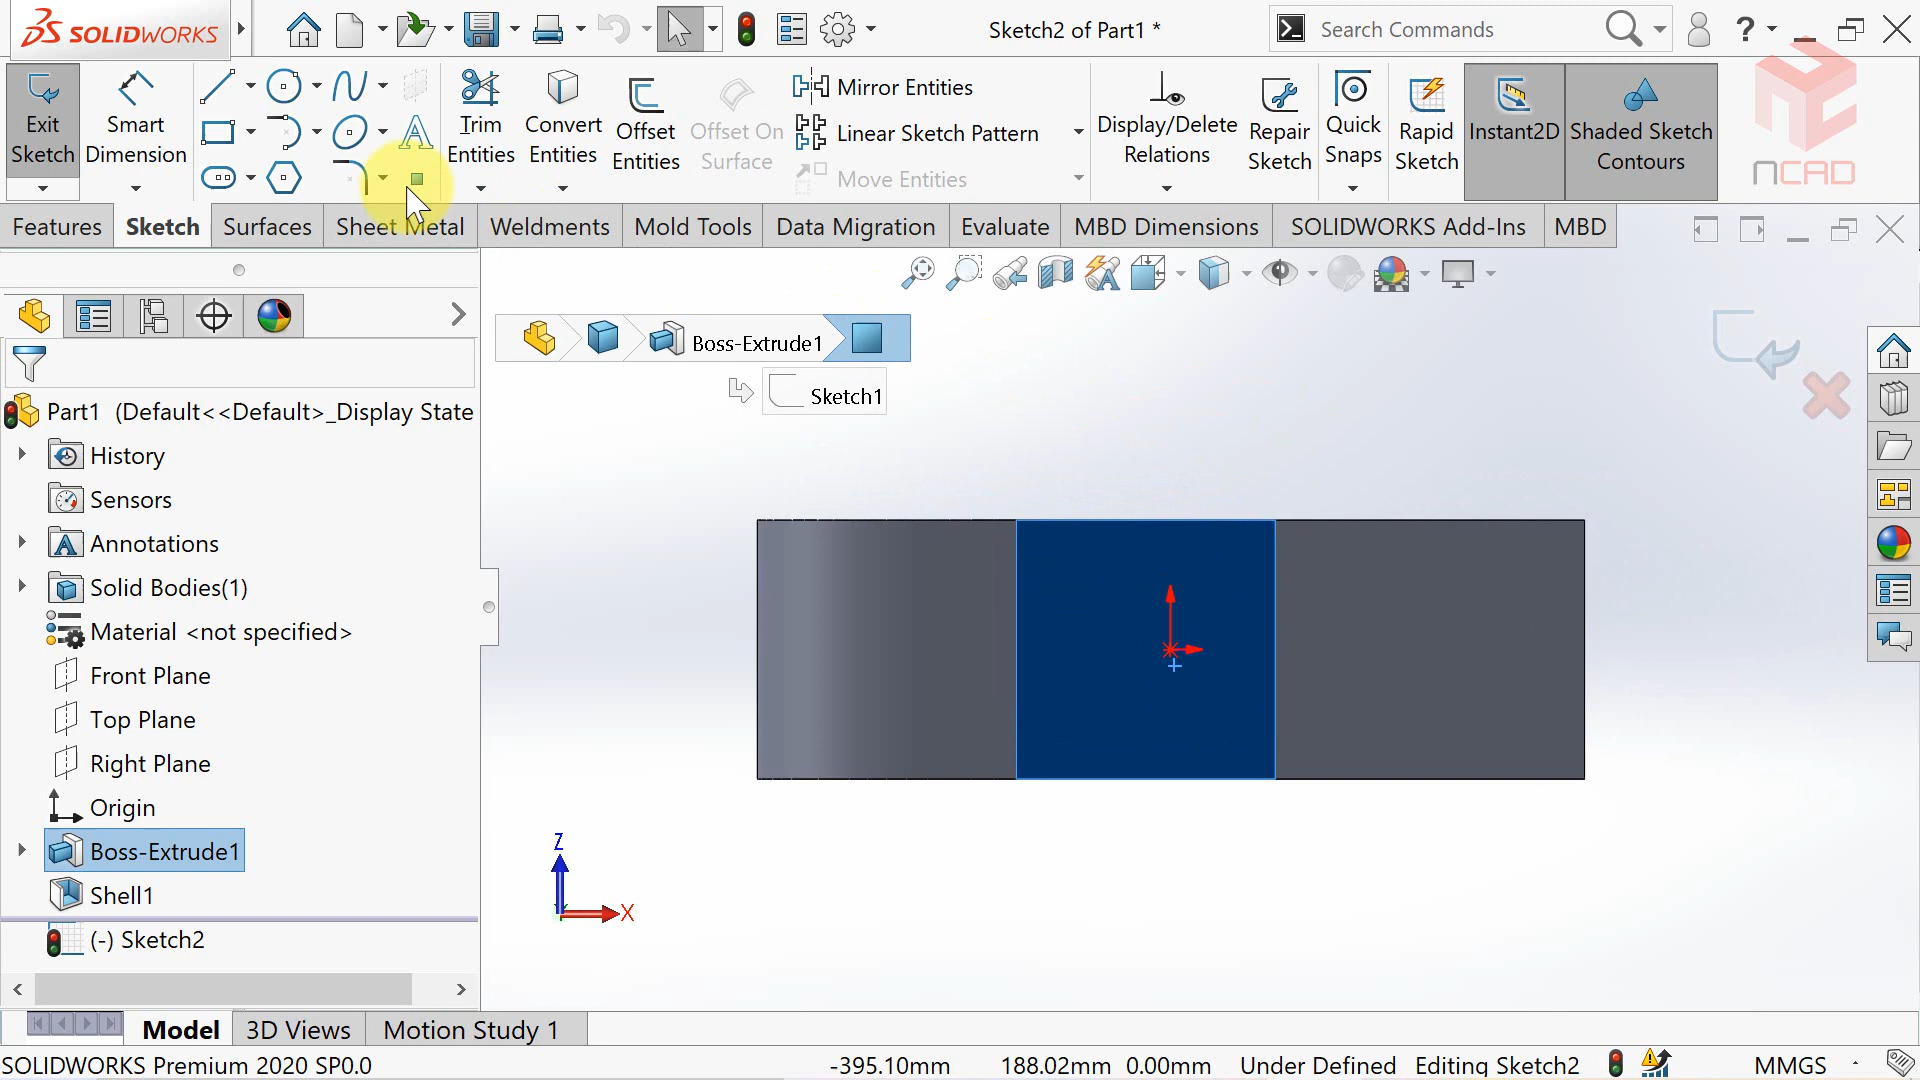 SOLIDWORKS
Sketch2 of Part1 *
Search Commands
?
Exit Sketch
Smart Dimension
Trim Entities
Convert Entities
Offset Entities
Offset On Surface
Mirror Entities
Linear Sketch Pattern
Move Entities
Display/Delete Relations
Repair Sketch
Quick Snaps
Rapid Sketch
Instant2D
Shaded Sketch Contours
NCAD
Features
Sketch
Surfaces
Sheet Metal
Weldments
Mold Tools
Data Migration
Evaluate
MBD Dimensions
SOLIDWORKS Add-Ins
MBD
Boss-Extrude1
Sketch1
Part1 (Default<<Default>_Display State
History
Sensors
Annotations
Solid Bodies(1)
Material <not specified>
Front Plane
Top Plane
Right Plane
Origin
Boss-Extrude1
Shell1
(-) Sketch2
Z
X
Model
3D Views
Motion Study 1
SOLIDWORKS Premium 2020 SP0.0
-395.10mm
188.02mm
0.00mm
Under Defined
Editing Sketch2
MMGS